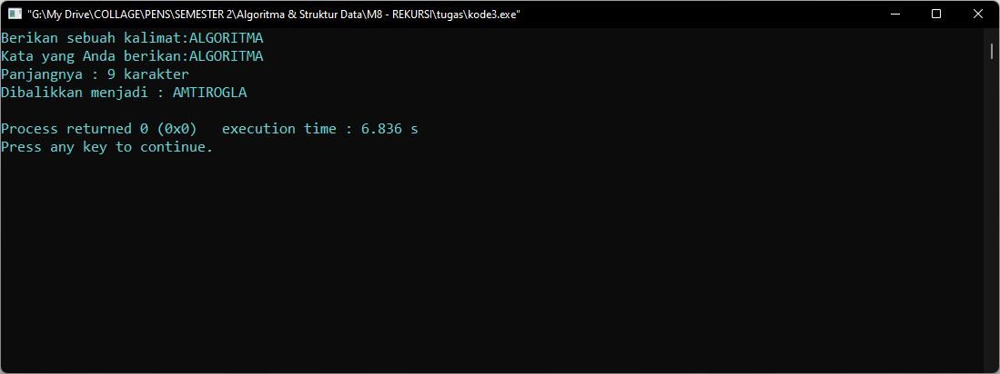 "G:\My Drive\COLLAGE\PENS\SEMESTER 2\Algoritma & Struktur Data\M8 - REKURSI\tugas\kode3.exe"
Berikan sebuah kalimat:ALGORITMA
Kata yang Anda berikan:ALGORITMA
Panjangnya : 9 karakter
Dibalikkan menjadi : AMTIROGLA
Process returned 0 (0x0)   execution time : 6.836 s
Press any key to continue.